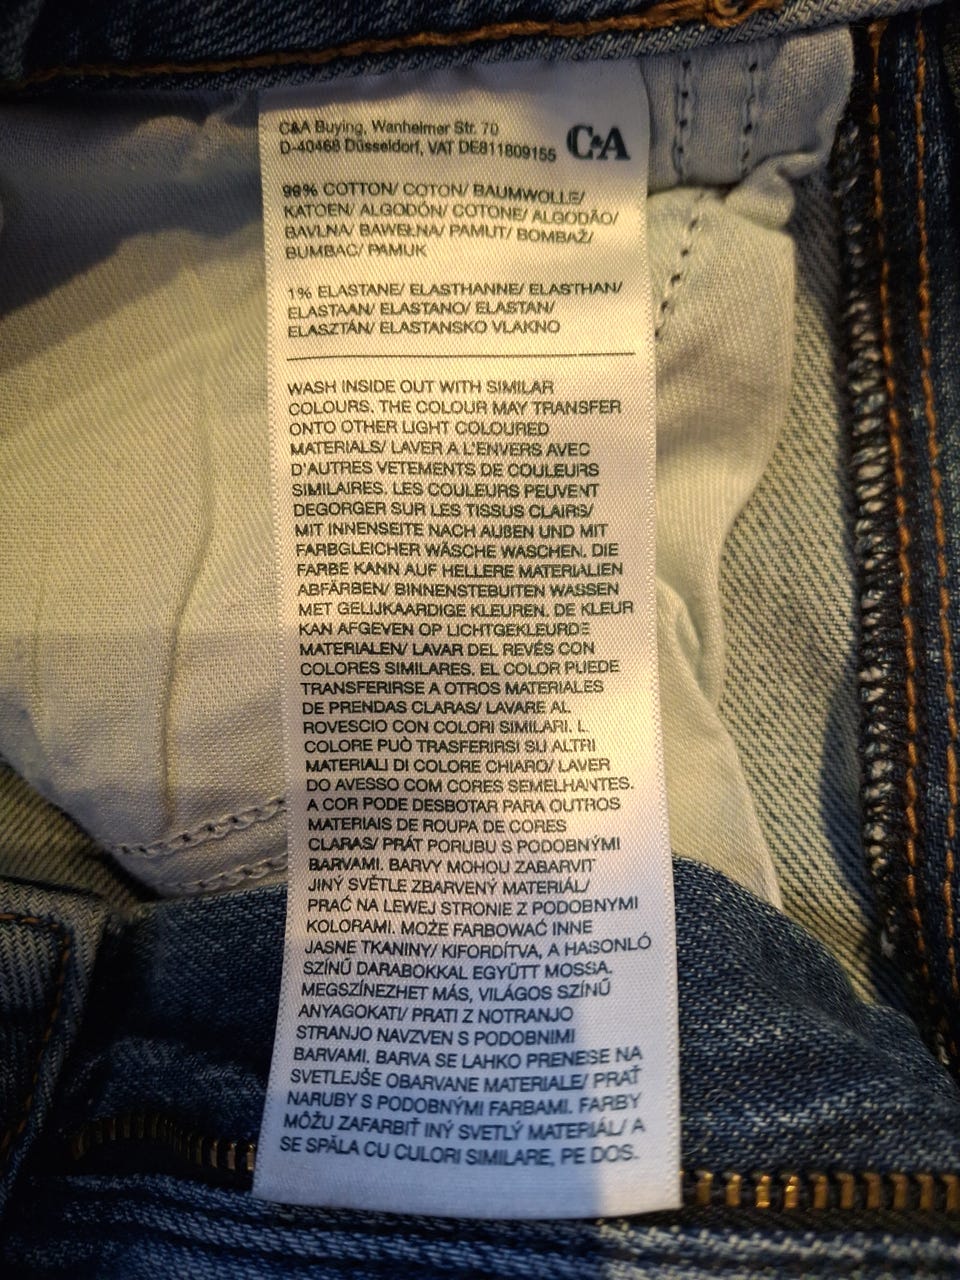 C&A Buying, Wanheimer Str. 70
D-40468 Düsseldorf, VAT DE811809155
C&A
99% COTTON/ COTON/ BAUMWOLLE/
KATOEN/ ALGODÓN/ COTONE/ ALGODÃO/
BAVLNA/ BAWEŁNA/ PAMUT/ BOMBAŽ/
BUMBAC/ PAMUK
1% ELASTANE/ ELASTHANNE/ ELASTHAN/
ELASTAAN/ ELASTANO/ ELASTAN/
ELASZTÁN/ ELASTANSKO VLAKNO
WASH INSIDE OUT WITH SIMILAR
COLOURS. THE COLOUR MAY TRANSFER
ONTO OTHER LIGHT COLOURED
MATERIALS/ LAVER A L'ENVERS AVEC
D'AUTRES VETEMENTS DE COULEURS
SIMILAIRES. LES COULEURS PEUVENT
DEGORGER SUR LES TISSUS CLAIRS/
MIT INNENSEITE NACH AUßEN UND MIT
FARBGLEICHER WÄSCHE WASCHEN. DIE
FARBE KANN AUF HELLERE MATERIALIEN
ABFÄRBEN/ BINNENSTEBUITEN WASSEN
MET GELIJKAARDIGE KLEUREN. DE KLEUR
KAN AFGEVEN OP LICHTGEKLEURDE
MATERIALEN/ LAVAR DEL REVÉS CON
COLORES SIMILARES. EL COLOR PUEDE
TRANSFERIRSE A OTROS MATERIALES
DE PRENDAS CLARAS/ LAVARE AL
ROVESCIO CON COLORI SIMILARI. L
COLORE PUÒ TRASFERIRSI SU ALTRI
MATERIALI DI COLORE CHIARO/ LAVER
DO AVESSO COM CORES SEMELHANTES.
A COR PODE DESBOTAR PARA OUTROS
MATERIAIS DE ROUPA DE CORES
CLARAS/ PRÁT PORUBU S PODOBNÝMI
BARVAMI. BARVY MOHOU ZABARVIT
JINÝ SVĚTLE ZBARVENÝ MATERIÁL/
PRAĆ NA LEWEJ STRONIE Z PODOBNYMI
KOLORAMI. MOŻE FARBOWAĆ INNE
JASNE TKANINY/ KIFORDÍTVA, A HASONLÓ
SZÍNŰ DARABOKKAL EGYÜTT MOSSA.
MEGSZÍNEZHET MÁS, VILÁGOS SZÍNŰ
ANYAGOKAT/ PRATI Z NOTRANJO
STRANJO NAVZVEN S PODOBNIMI
BARVAMI. BARVA SE LAHKO PRENESE NA
SVETLEJŠE OBARVANE MATERIALE/ PRAŤ
NARUBY S PODOBNÝMI FARBAMI. FARBY
MÔŽU ZAFARBIŤ INÝ SVETLÝ MATERIÁL/ A
SE SPĂLA CU CULORI SIMILARE, PE DOS.